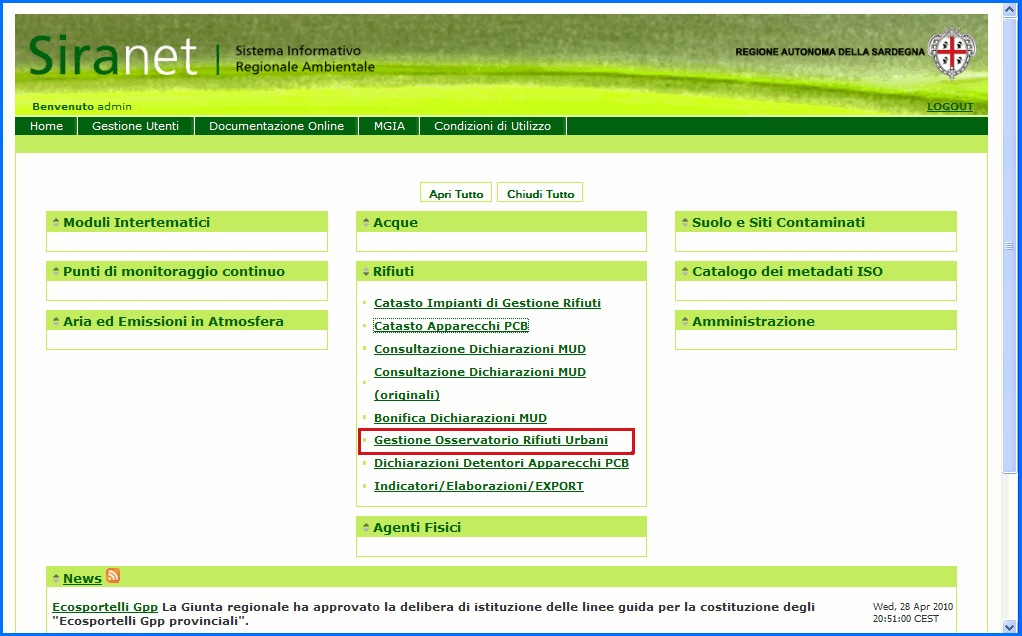 Siranet | Sistema Informativo
Regionale Ambientale
REGIONE AUTONOMA DELLA SARDEGNA
Benvenuto admin
LOGOUT
Home
Gestione Utenti
Documentazione Online
MGIA
Condizioni di Utilizzo
Apri Tutto
Chiudi Tutto
Moduli Intertematici
Punti di monitoraggio continuo
Aria ed Emissioni in Atmosfera
Acque
Rifiuti
Catasto Impianti di Gestione Rifiuti
Catasto Apparecchi PCB
Consultazione Dichiarazioni MUD
Consultazione Dichiarazioni MUD
(originali)
Bonifica Dichiarazioni MUD
Gestione Osservatorio Rifiuti Urbani
Dichiarazioni Detentori Apparecchi PCB
Indicatori/Elaborazioni/EXPORT
Agenti Fisici
Suolo e Siti Contaminati
Catalogo dei metadati ISO
Amministrazione
News
Ecosportelli Gpp La Giunta regionale ha approvato la delibera di istituzione delle linee guida per la costituzione degli
"Ecosportelli Gpp provinciali".
Wed, 28 Apr 2010
20:51:00 CEST